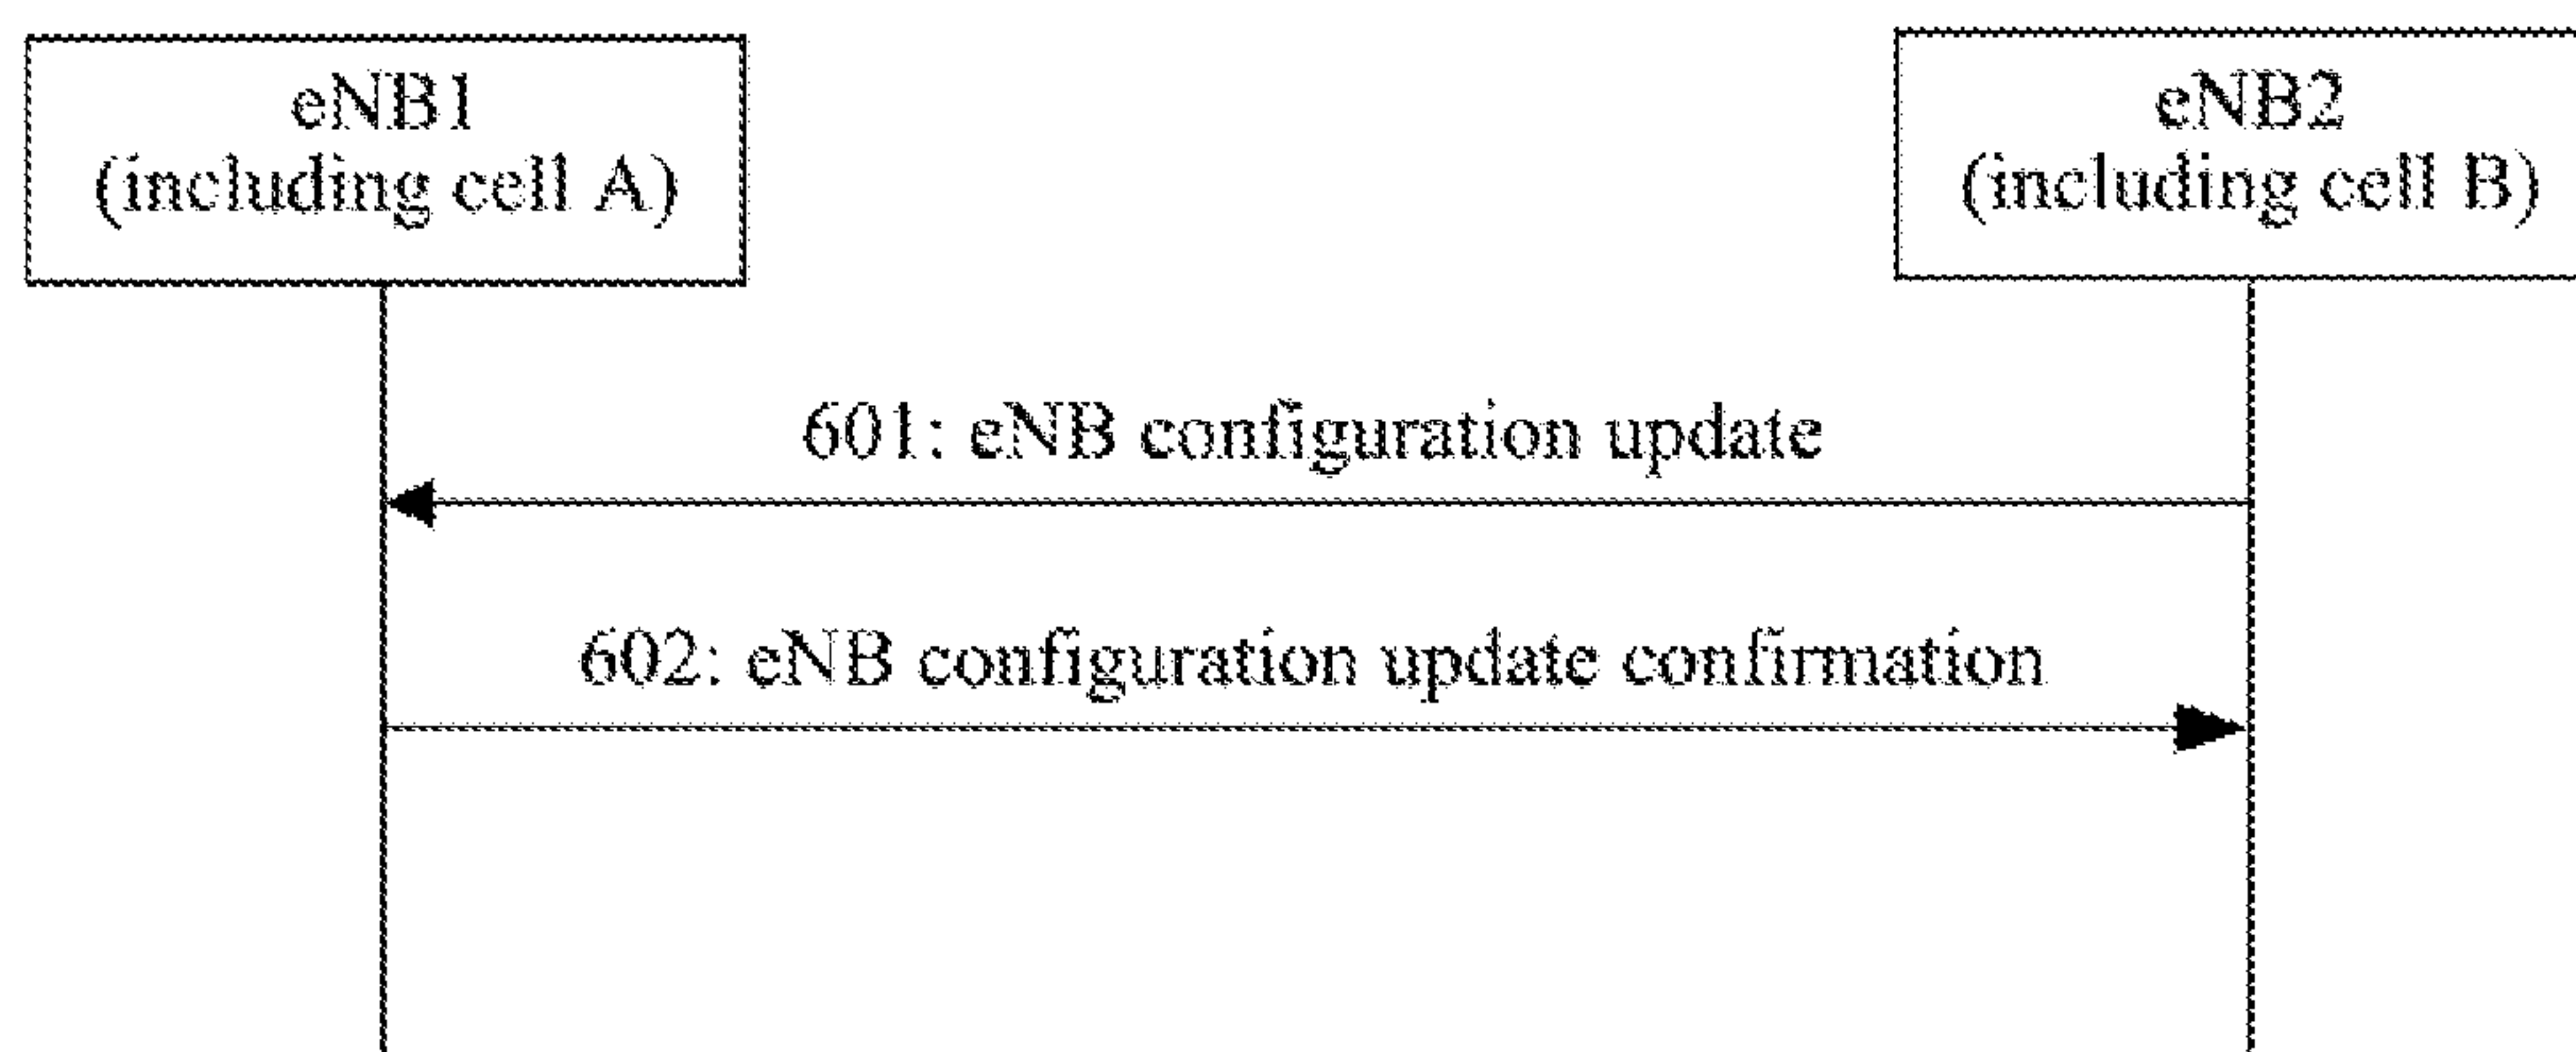 eNB1
(including cell A)
eNB2
(including cell B)
601: eNB configuration update
602: eNB configuration update confirmation